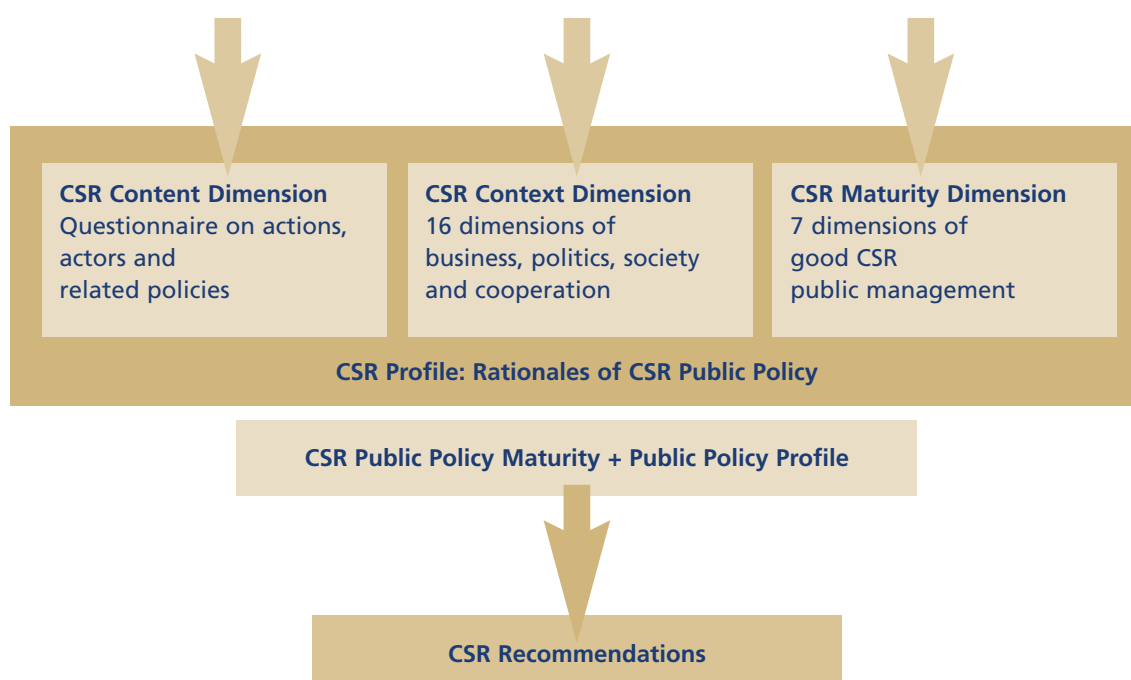 CSR Content Dimension
Questionnaire on actions,
actors and
related policies
CSR Context Dimension
16 dimensions of
business, politics, society
and cooperation
CSR Maturity Dimension
7 dimensions of
good CSR
public management
CSR Profile: Rationales of CSR Public Policy
CSR Public Policy Maturity + Public Policy Profile
CSR Recommendations